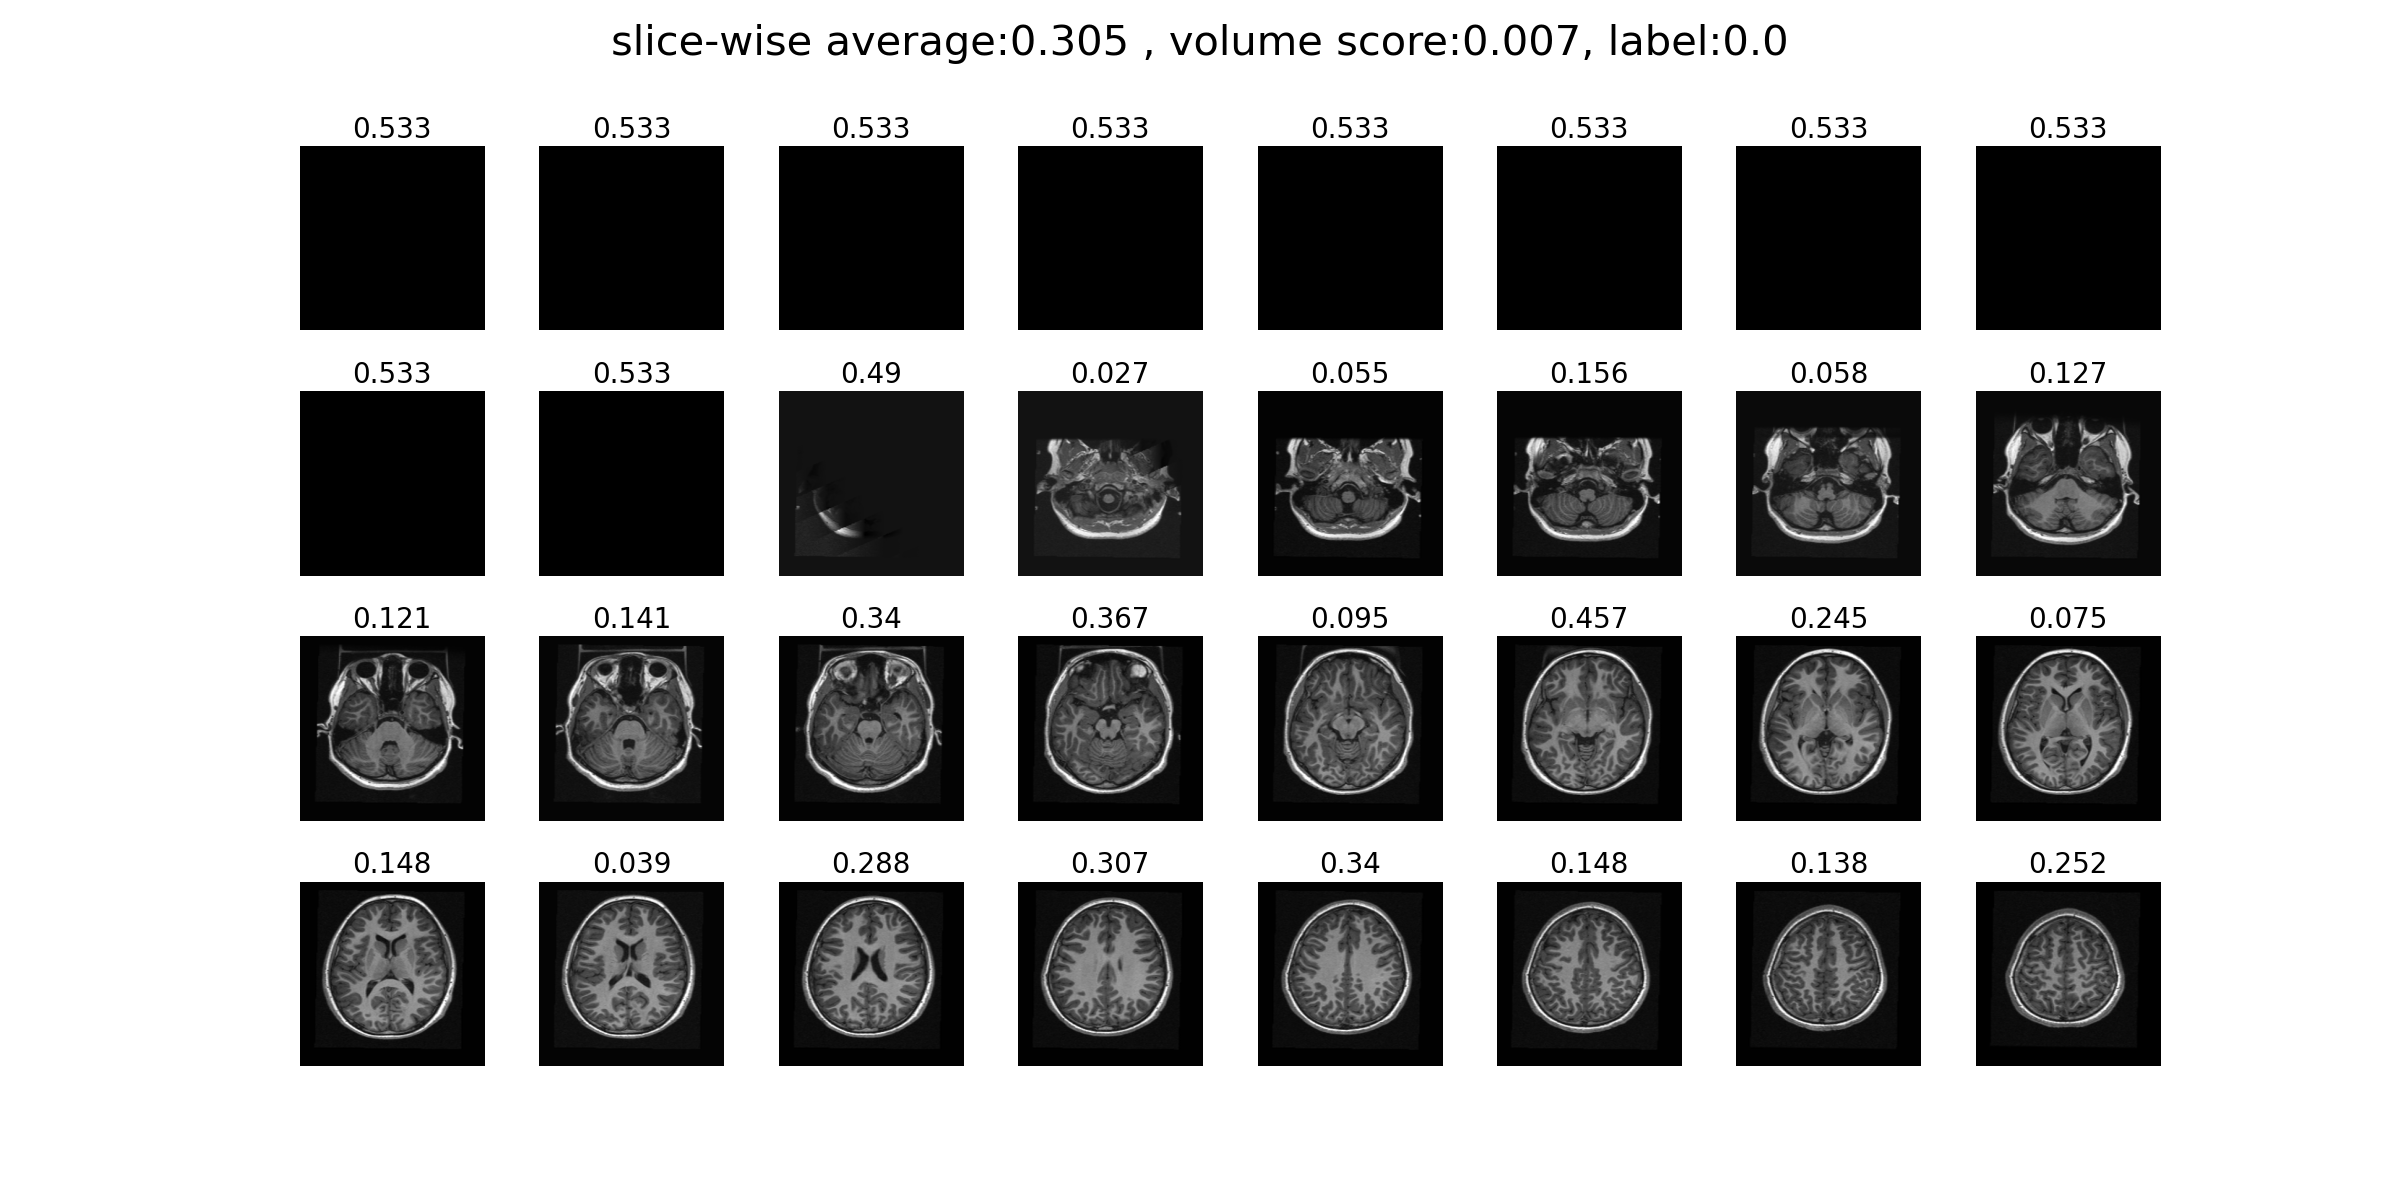 slice-wise average:0.305 , volume score:0.007, label:0.0
0.533 0.533 0.533 0.533 0.533 0.533 0.533 0.533
0.533 0.533 0.49 0.027 0.055 0.156 0.058 0.127
0.121 0.141 0.34 0.367 0.095 0.457 0.245 0.075
0.148 0.039 0.288 0.307 0.34 0.148 0.138 0.252